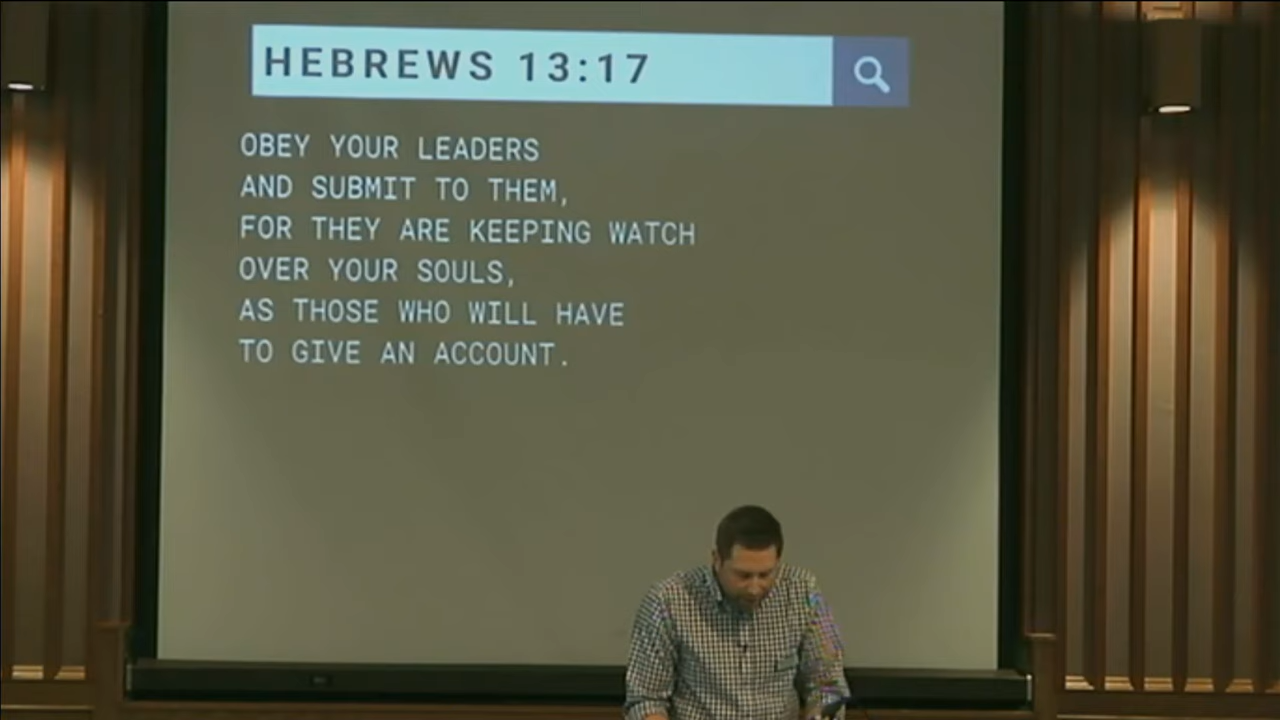 HEBREWS 13:17
OBEY YOUR LEADERS
AND SUBMIT TO THEM,
FOR THEY ARE KEEPING WATCH
OVER YOUR SOULS,
AS THOSE WHO WILL HAVE
TO GIVE AN ACCOUNT.